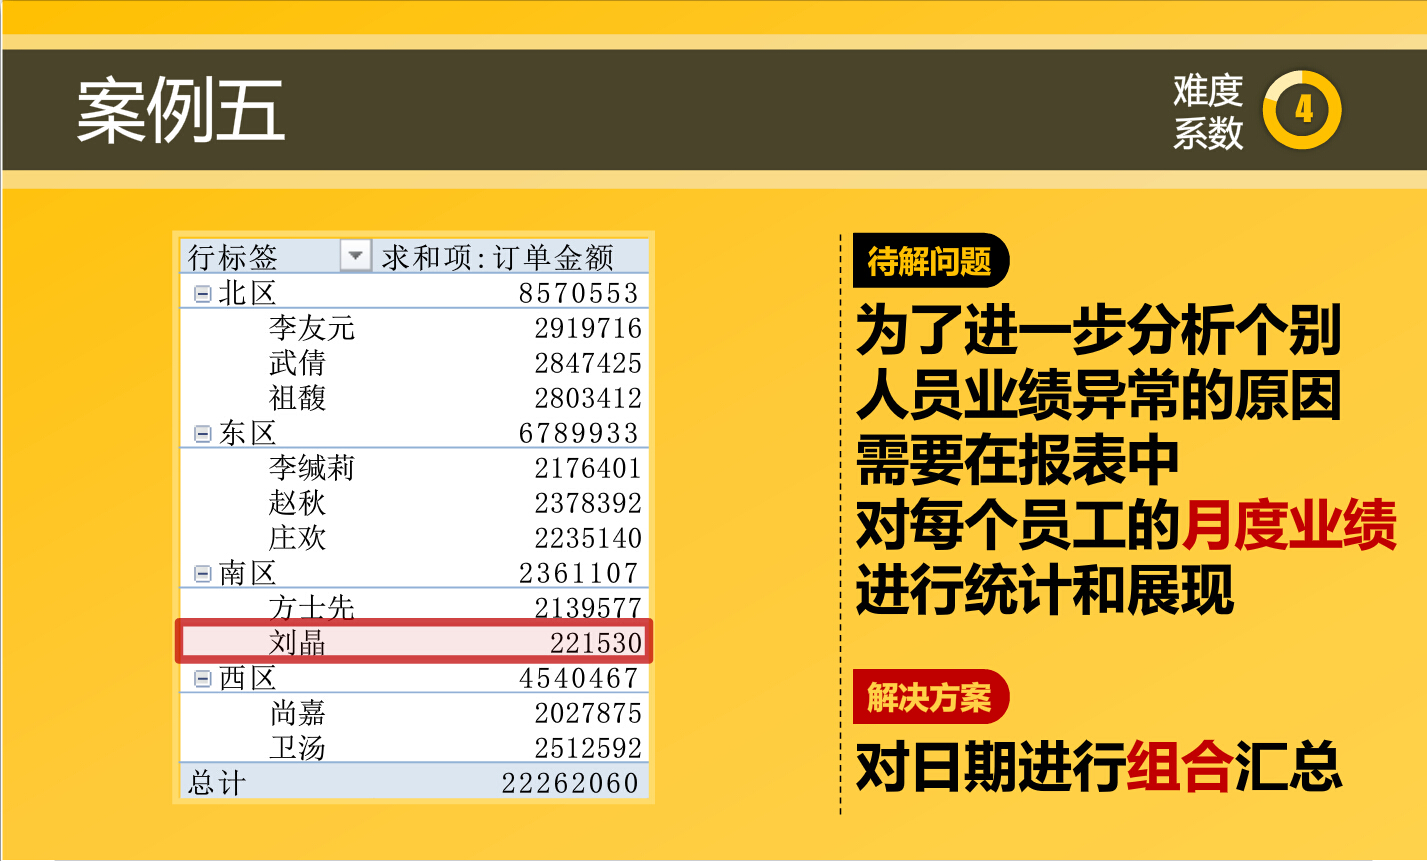 案例五
难度
系数
4
行标签 求和项:订单金额
北区 8570553
李友元 2919716
武倩 2847425
祖馥 2803412
东区 6789933
李缄莉 2176401
赵秋 2378392
庄欢 2235140
南区 2361107
方士先 2139577
刘晶 221530
西区 4540467
尚嘉 2027875
卫汤 2512592
总计 22262060
待解问题
为了进一步分析个别
人员业绩异常的原因
需要在报表中
对每个员工的月度业绩
进行统计和展现
解决方案
对日期进行组合汇总